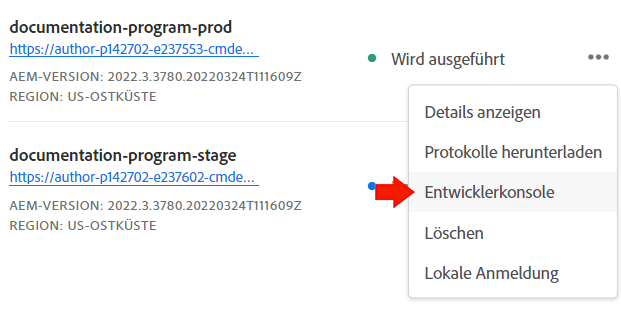 documentation-program-prod
https://author-p142702-e237553-cmde...
Wird ausgeführt
AEM-VERSION: 2022.3.3780.20220324T111609Z
REGION: US-OSTKÜSTE
documentation-program-stage
https://author-p142702-e237602-cmde...
AEM-VERSION: 2022.3.3780.20220324T111609Z
REGION: US-OSTKÜSTE
Details anzeigen
Protokolle herunterladen
Entwicklerkonsole
Löschen
Lokale Anmeldung